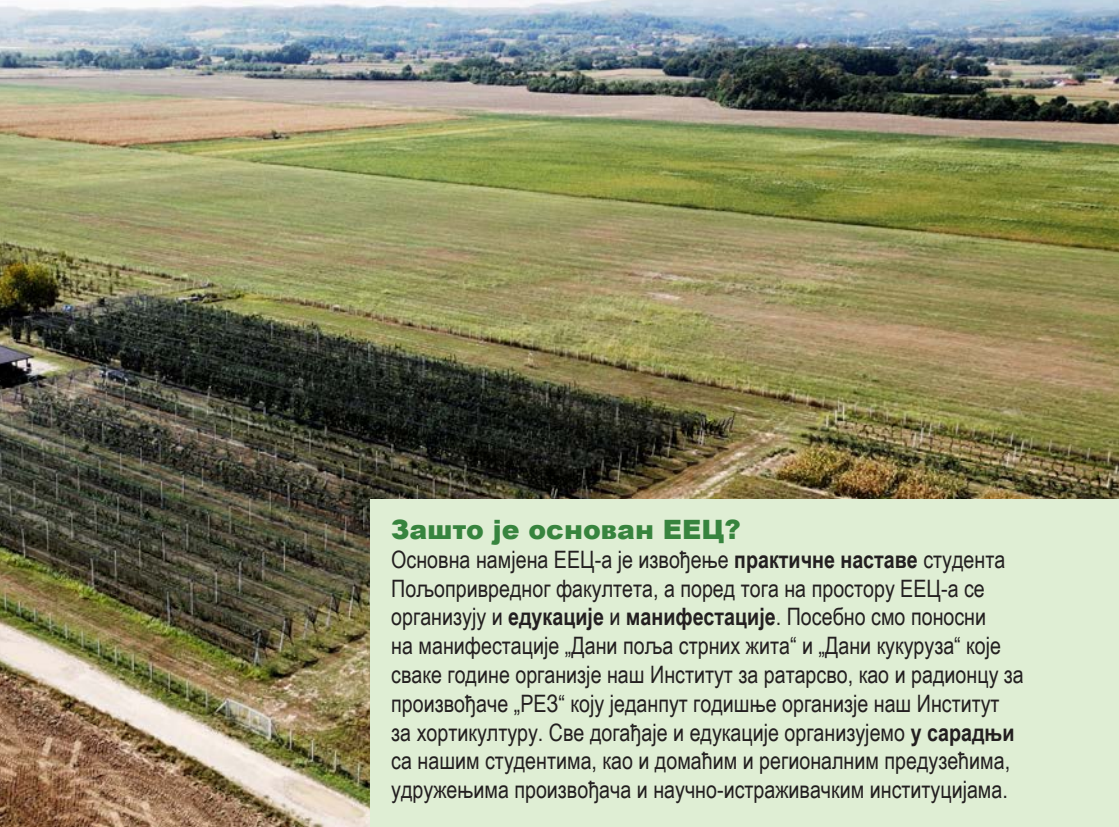 Зашто је основан ЕЕЦ?
Основна намјена ЕЕЦ-а је извођење практичне наставе студента
Пољопривредног факултета, а поред тога на простору ЕЕЦ-а се
организују и едукације и манифестације. Посебно смо поносни
на манифестације „Дани поља стрних жита“ и „Дани кукуруза“ које
сваке године организје наш Институт за ратарсво, као и радионцу за
произвођаче „РЕЗ“ коју једанпут годишње организје наш Институт
за хортикултуру. Све догађаје и едукације организујемо у сарадњи
са нашим студентима, као и домаћим и регионалним предузећима,
удружењима произвођача и научно-истраживачким институцијама.